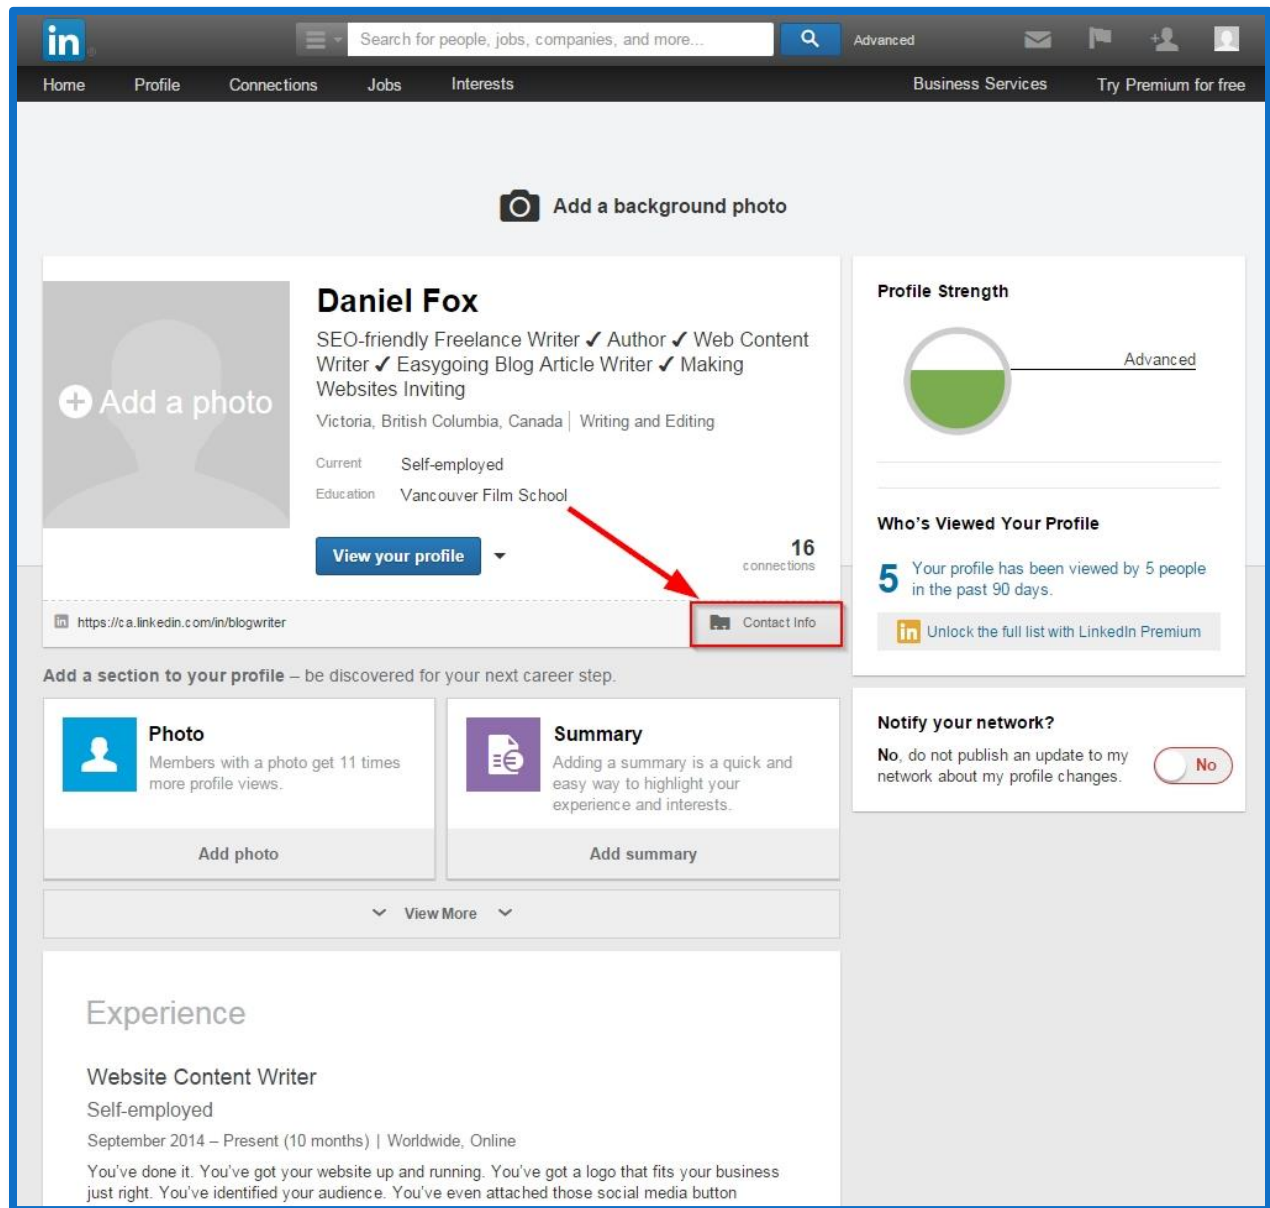 in
Search for people, jobs, companies, and more...
Advanced
Home Profile Connections Jobs Interests Business Services Try Premium for free
Add a background photo
Add a photo
Daniel Fox
SEO-friendly Freelance Writer ✓ Author ✓ Web Content
Writer ✓ Easygoing Blog Article Writer ✓ Making
Websites Inviting
Victoria, British Columbia, Canada | Writing and Editing
Current Self-employed
Education Vancouver Film School
View your profile
16
connections
in https://ca.linkedin.com/in/blogwriter
Contact Info
Profile Strength
Advanced
Who's Viewed Your Profile
5 Your profile has been viewed by 5 people
in the past 90 days.
in Unlock the full list with LinkedIn Premium
Notify your network?
No, do not publish an update to my
network about my profile changes.
No
Add a section to your profile – be discovered for your next career step.
Photo
Members with a photo get 11 times
more profile views.
Add photo
Summary
Adding a summary is a quick and
easy way to highlight your
experience and interests.
Add summary
View More
Experience
Website Content Writer
Self-employed
September 2014 – Present (10 months) | Worldwide, Online
You've done it. You've got your website up and running. You've got a logo that fits your business
just right. You've identified your audience. You've even attached those social media button